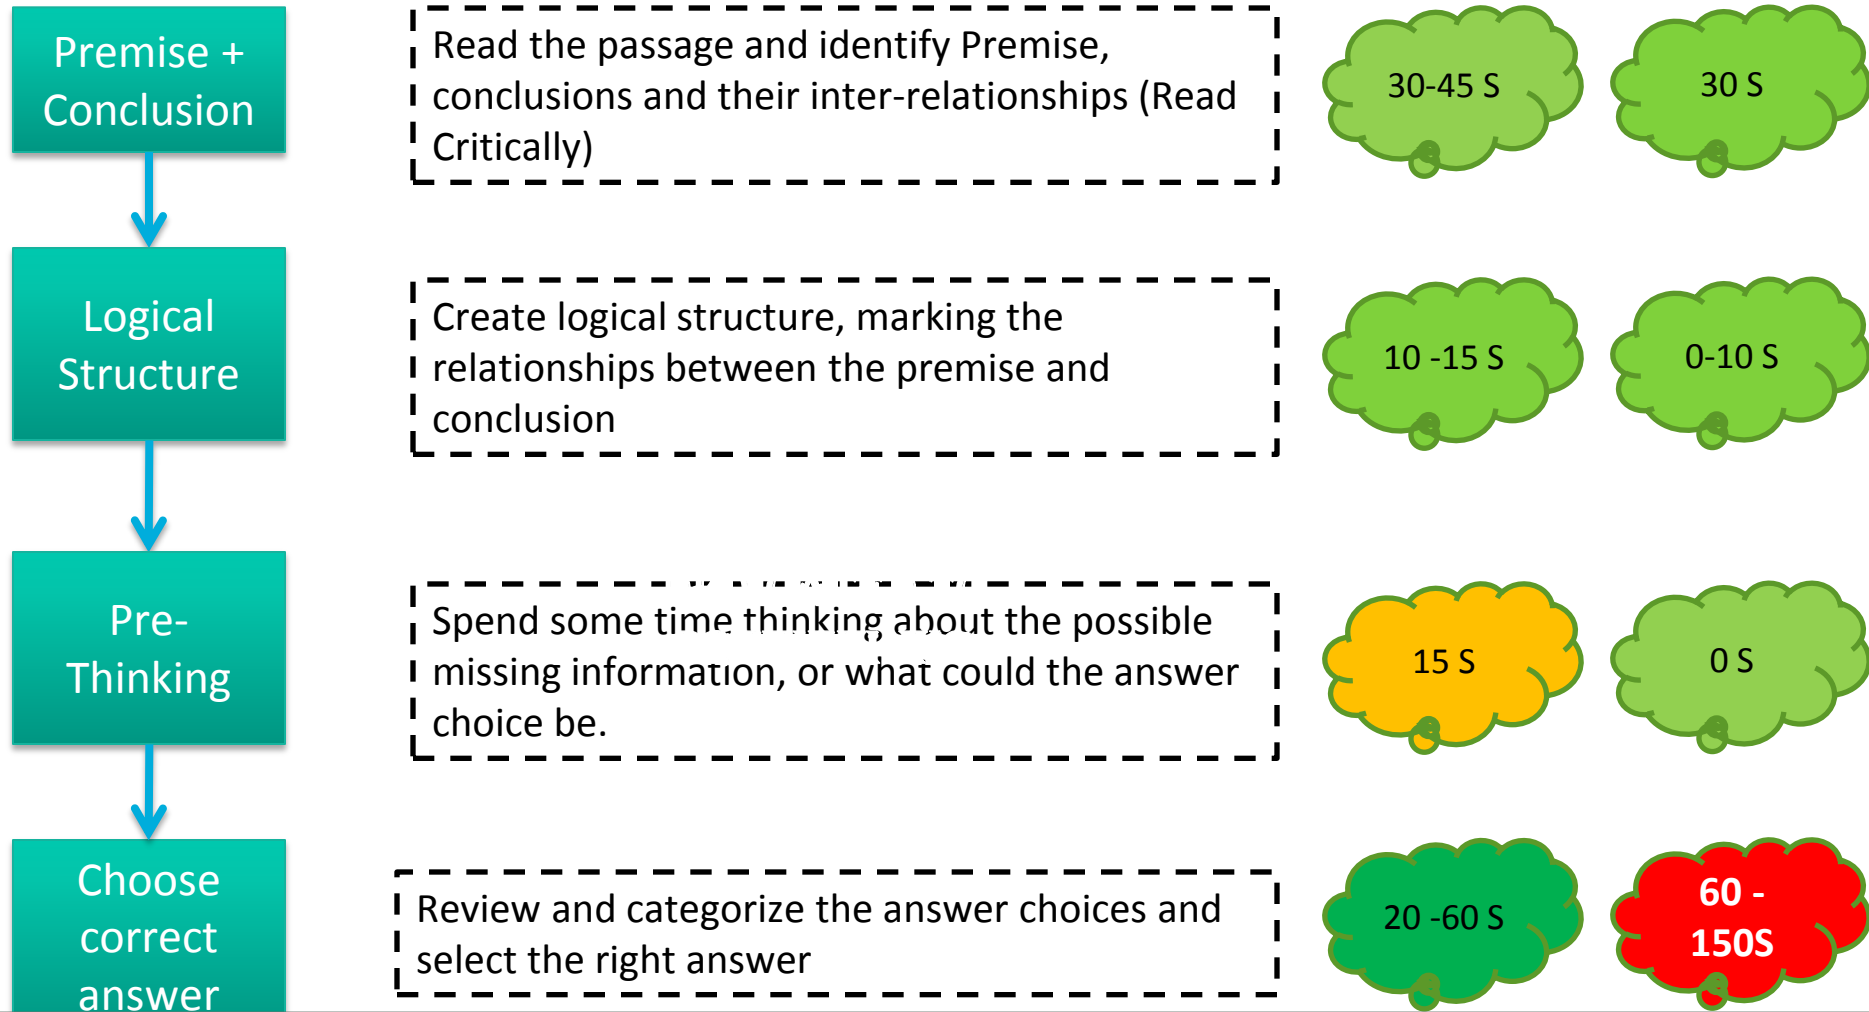 Premise +
Conclusion
Read the passage and identify Premise,
conclusions and their inter-relationships (Read
Critically)
30-45 S
30 S
Logical
Structure
Create logical structure, marking the
relationships between the premise and
conclusion
10 -15 S
0-10 S
Pre-
Thinking
Spend some time thinking about the possible
missing information, or what could the answer
choice be.
15 S
0 S
Choose
correct
answer
Review and categorize the answer choices and
select the right answer
20 -60 S
60 -
150S